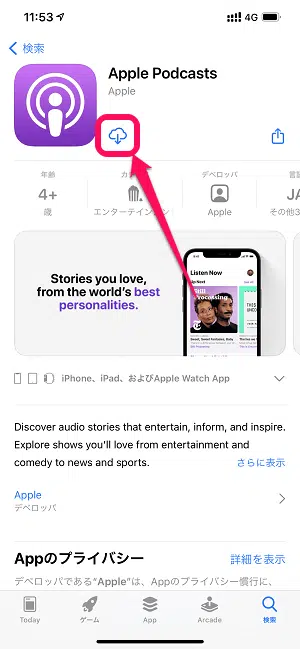 11:53
4G
検索
Apple Podcasts
Apple
年齢
デベロッパ
4+
JA
歳
エンターテイン
Apple
その他3
Stories you love,
from the world's best
personalities.
Listen Now
Up Next
iPhone、iPad、およびApple Watch App
Discover audio stories that entertain, inform, and inspire.
Explore shows you'll love from entertainment and
comedy to news and sports.
さらに表示
Apple
デベロッパ
Appのプライバシー
詳細を表示
デベロッパである"Apple"は、Appのプライバシー慣行に、
Today
ゲーム
App
Arcade
検索